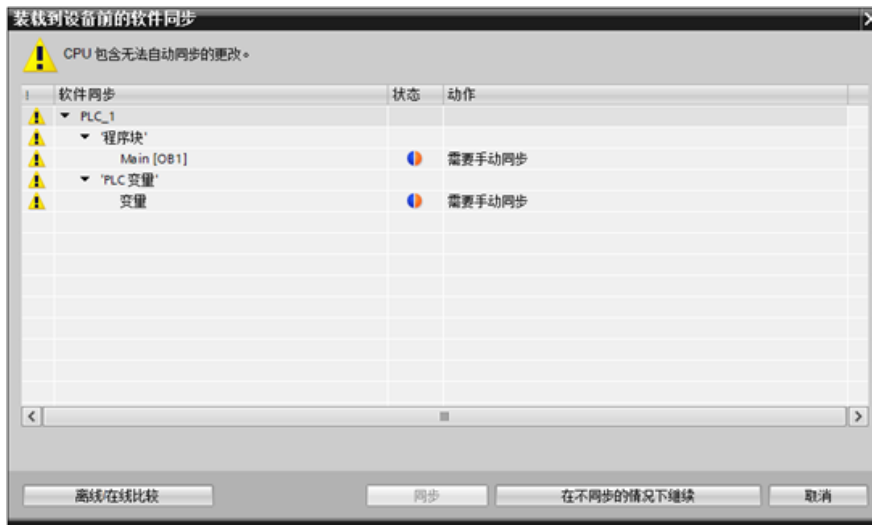 装载到设备前的软件同步
CPU 包含无法自动同步的更改。
! 软件同步 状态 动作
PLC_1
'程序块'
Main [OB1] 需要手动同步
'PLC 变量'
变量 需要手动同步
离线/在线比较 同步 在不同步的情况下继续 取消